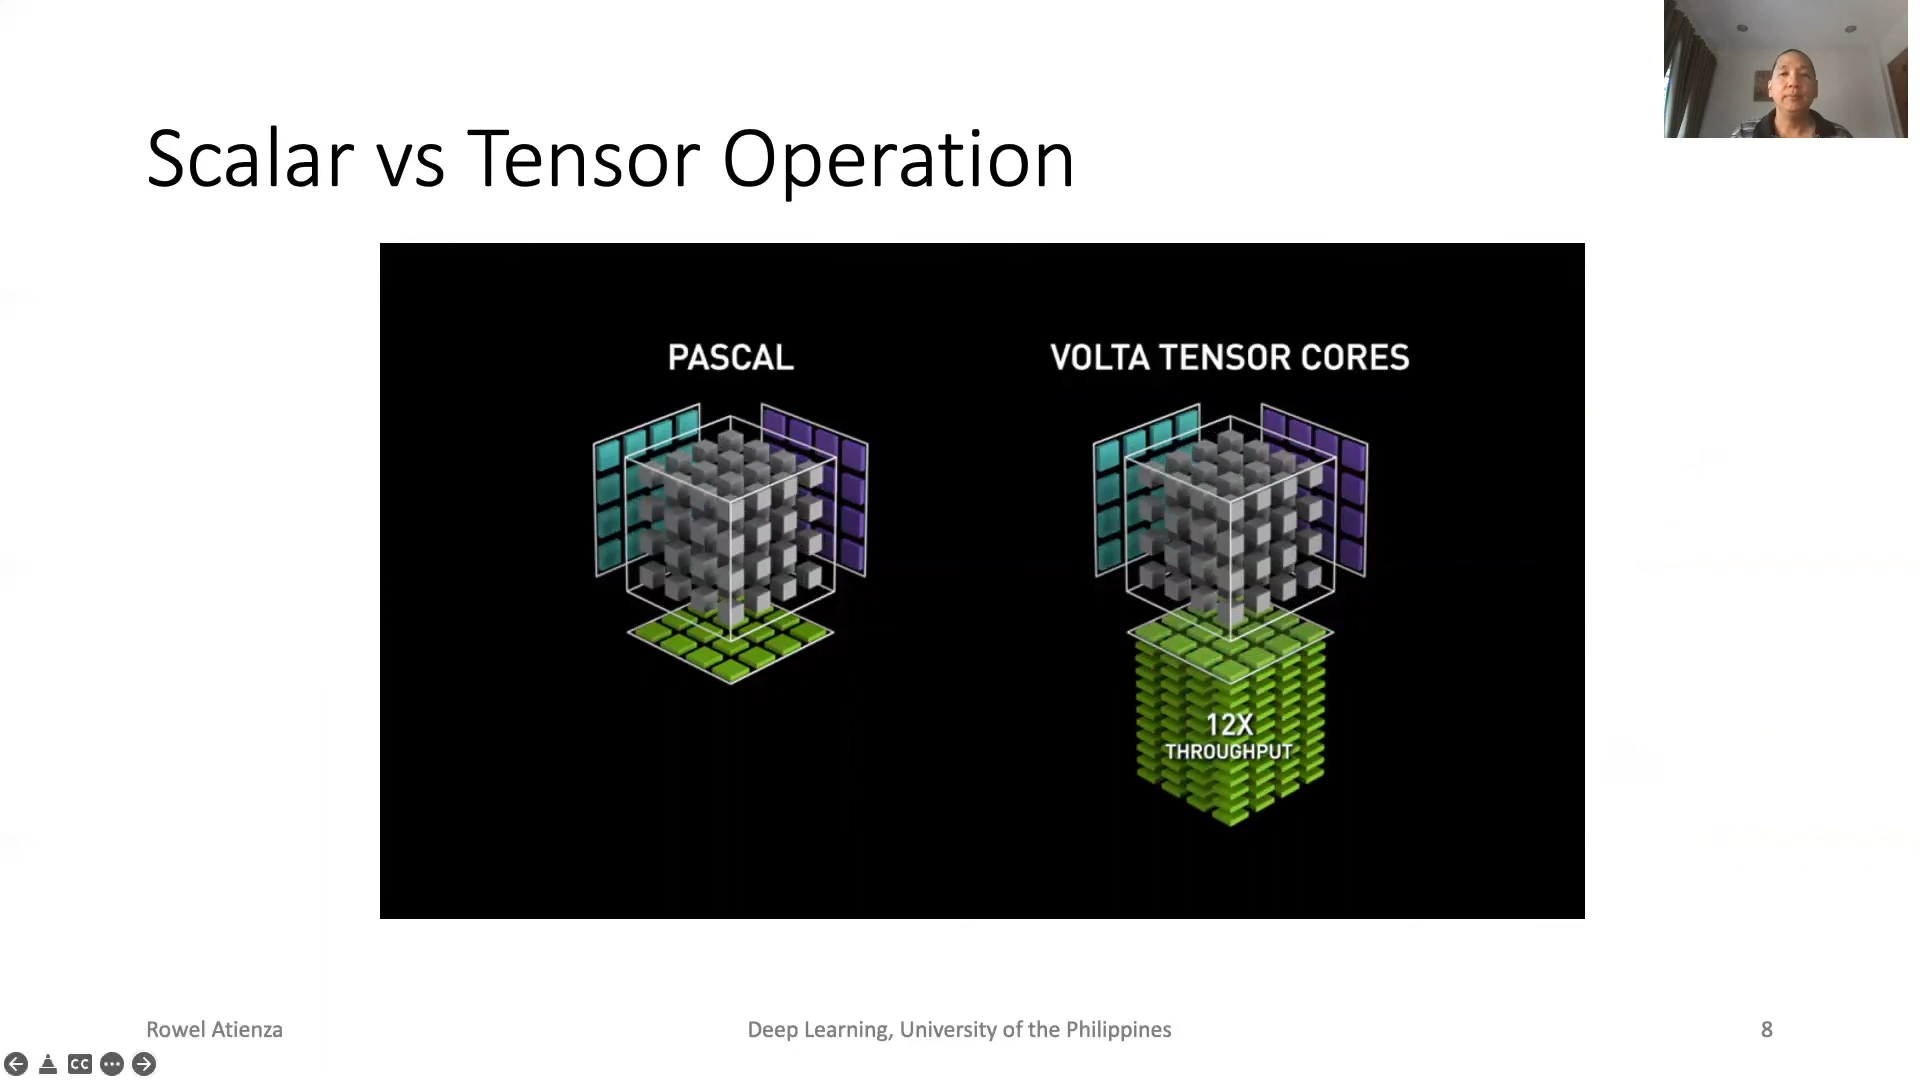 Scalar vs Tensor Operation
PASCAL
VOLTA TENSOR CORES
12X
THROUGHPUT
Rowel Atienza
Deep Learning, University of the Philippines
8
CC